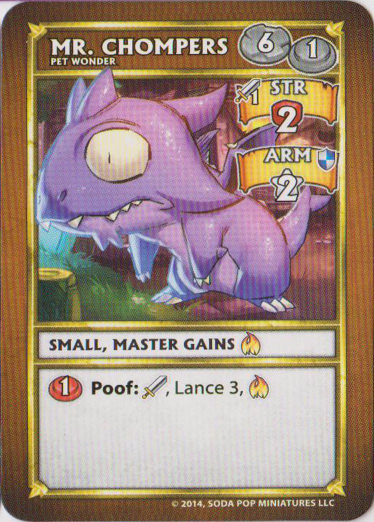 MR. CHOMPERS
PET WONDER
6
1
1 STR
2
ARM
2
SMALL, MASTER GAINS
1 Poof: , Lance 3,
© 2014, SODA POP MINIATURES LLC